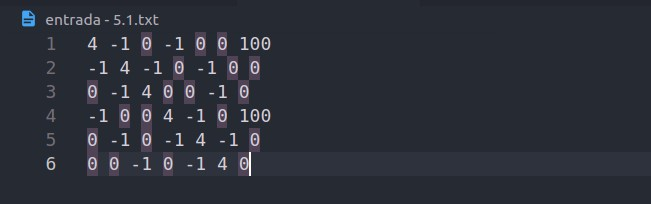 entrada - 5.1.txt
1 4 -1 0 -1 0 0 100
2 -1 4 -1 0 -1 0 0
3 0 -1 4 0 0 -1 0
4 -1 0 0 4 -1 0 100
5 0 -1 0 -1 4 -1 0
6 0 0 -1 0 -1 4 0